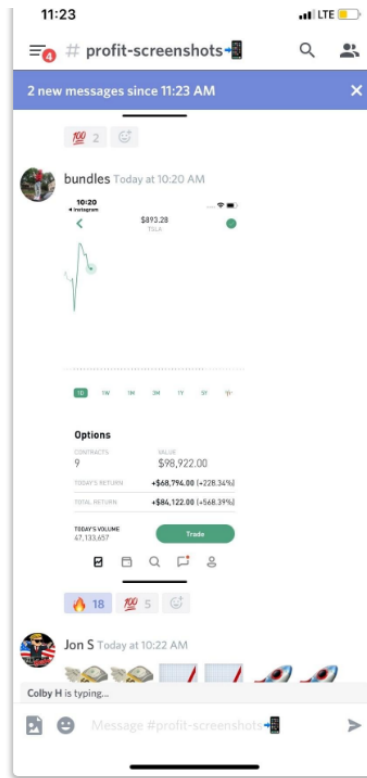 11:23
LTE
4
# profit-screenshots
2 new messages since 11:23 AM
2
bundles Today at 10:20 AM
10:20
Instagram
$893.28
TSLA
1D 1W 1M 3M 1Y 5Y
Options
CONTRACTS VALUE
9 $98,922.00
TODAY'S RETURN +$68,794.00 (+228.34%)
TOTAL RETURN +$84,122.00 (+568.39%)
TODAY'S VOLUME
47,133,657
Trade
18 5
Jon S Today at 10:22 AM
Colby H is typing...
Message #profit-screenshots